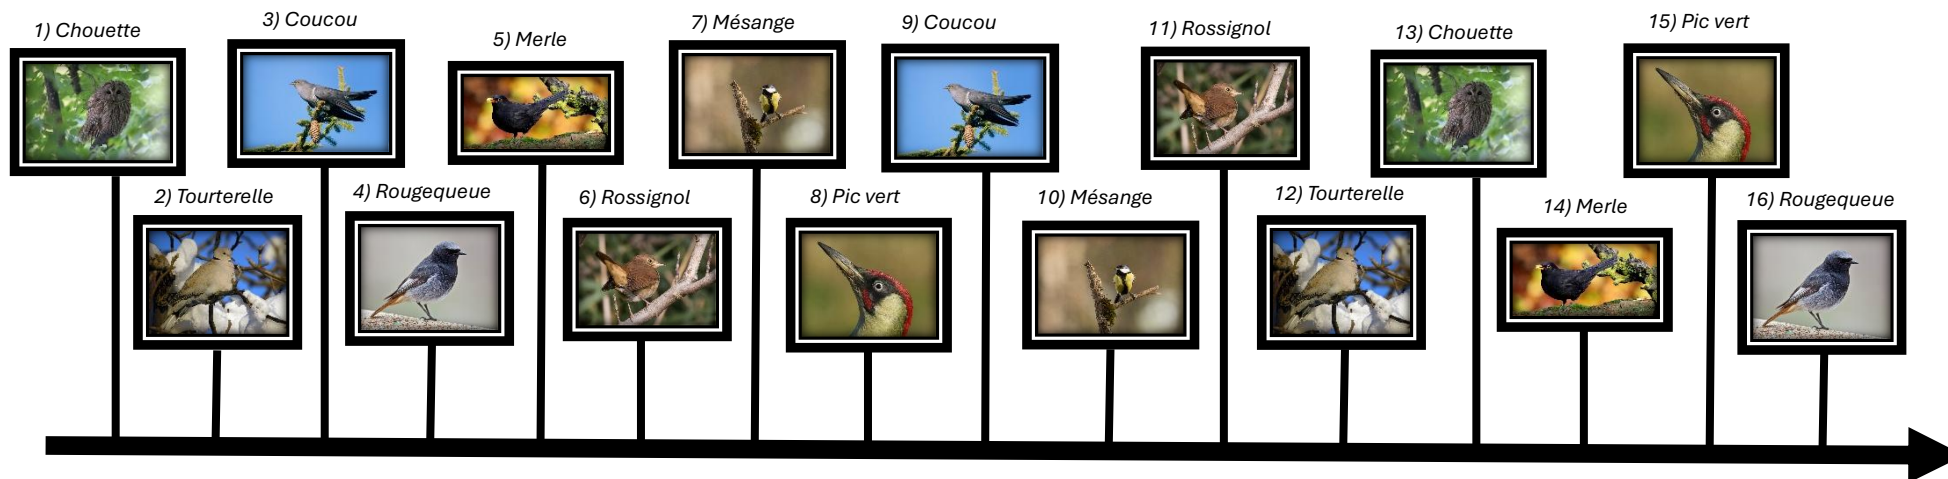 1) Chouette
2) Tourterelle
3) Coucou
4) Rougequeue
5) Merle
6) Rossignol
7) Mésange
8) Pic vert
9) Coucou
10) Mésange
11) Rossignol
12) Tourterelle
13) Chouette
14) Merle
15) Pic vert
16) Rougequeue